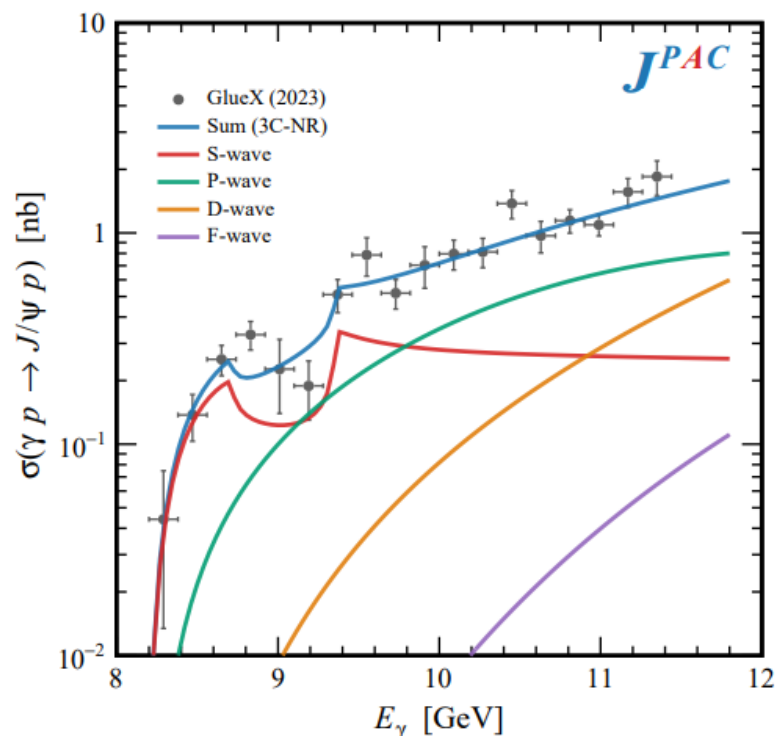 10
J^PAC
GlueX (2023)
Sum (3C-NR)
S-wave
P-wave
D-wave
F-wave
1
10⁻¹
10⁻²
σ(γ p → J/ψ p) [nb]
8 9 10 11 12
E_γ [GeV]